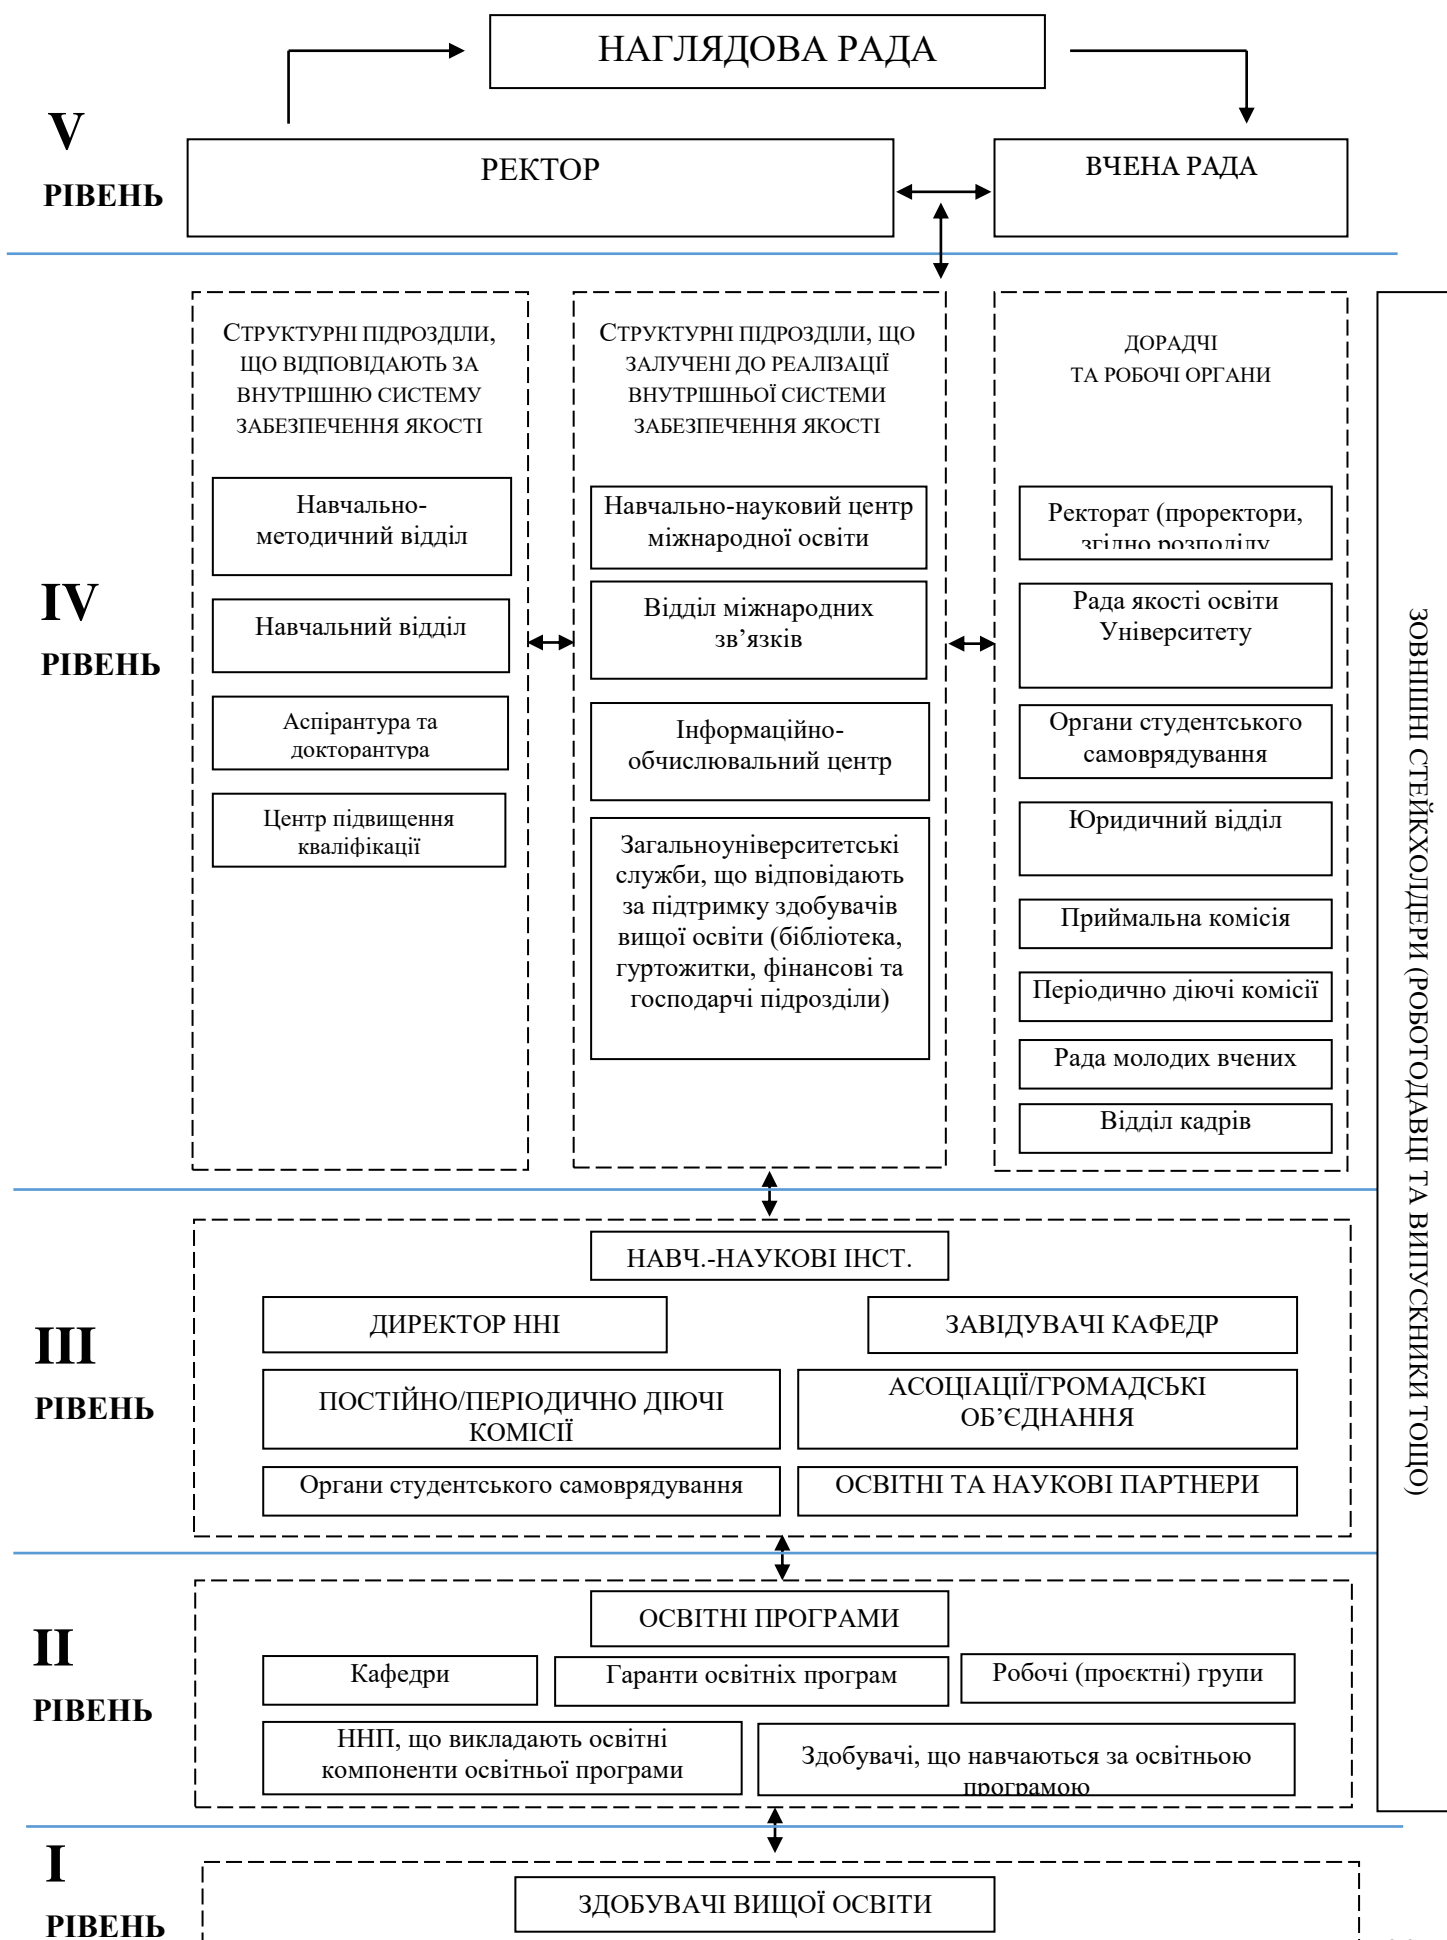 НАГЛЯДОВА РАДА
V
РІВЕНЬ
РЕКТОР
ВЧЕНА РАДА
СТРУКТУРНІ ПІДРОЗДІЛИ,
ЩО ВІДПОВІДАЮТЬ ЗА
ВНУТРІШНЮ СИСТЕМУ
ЗАБЕЗПЕЧЕННЯ ЯКОСТІ
Навчально-
методичний відділ
Навчальний відділ
Аспірантура та
докторантура
Центр підвищення
кваліфікації
СТРУКТУРНІ ПІДРОЗДІЛИ, ЩО
ЗАЛУЧЕНІ ДО РЕАЛІЗАЦІЇ
ВНУТРІШНЬОЇ СИСТЕМИ
ЗАБЕЗПЕЧЕННЯ ЯКОСТІ
Навчально-науковий центр
міжнародної освіти
Відділ міжнародних
зв’язків
Інформаційно-
обчислювальний центр
Загальноуніверситетські
служби, що відповідають
за підтримку здобувачів
вищої освіти (бібліотека,
гуртожитки, фінансові та
господарчі підрозділи)
ДОРАДЧІ
ТА РОБОЧІ ОРГАНИ
Ректорат (проректори,
згідно розподілу
Рада якості освіти
Університету
Органи студентського
самоврядування
Юридичний відділ
Приймальна комісія
Періодично діючі комісії
Рада молодих вчених
Відділ кадрів
IV
РІВЕНЬ
ЗОВНІШНІ СТЕЙКХОЛДЕРИ (РОБОТОДАВЦІ ТА ВИПУСКНИКИ ТОЩО)
III
РІВЕНЬ
НАВЧ.-НАУКОВІ ІНСТ.
ДИРЕКТОР ННІ
ЗАВІДУВАЧІ КАФЕДР
ПОСТІЙНО/ПЕРІОДИЧНО ДІЮЧІ
КОМІСІЇ
АСОЦІАЦІЇ/ГРОМАДСЬКІ
ОБ’ЄДНАННЯ
Органи студентського самоврядування
ОСВІТНІ ТА НАУКОВІ ПАРТНЕРИ
II
РІВЕНЬ
ОСВІТНІ ПРОГРАМИ
Кафедри
Гаранти освітніх програм
Робочі (проєктні) групи
ННП, що викладають освітні
компоненти освітньої програми
Здобувачі, що навчаються за освітньою
програмою
I
РІВЕНЬ
ЗДОБУВАЧІ ВИЩОЇ ОСВІТИ